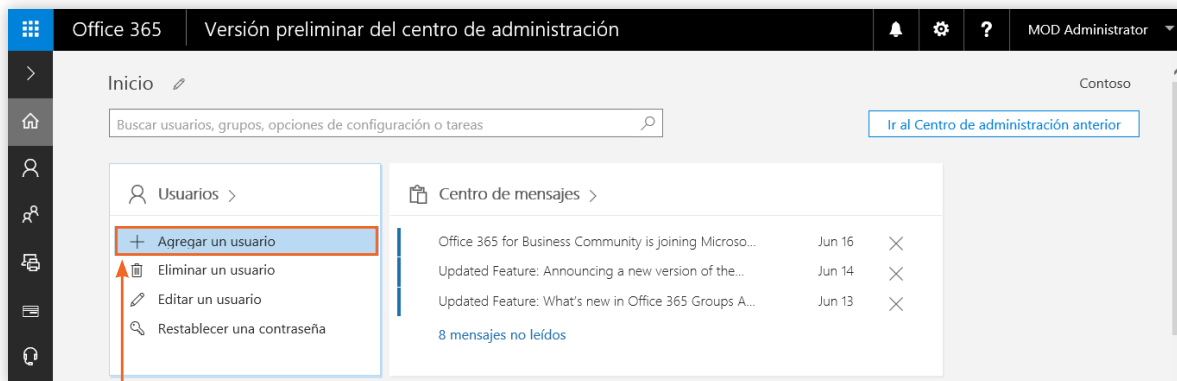 Office 365 Versión preliminar del centro de administración ? MOD Administrator
Inicio Contoso
Buscar usuarios, grupos, opciones de configuración o tareas Ir al Centro de administración anterior
Usuarios > Centro de mensajes >
Agregar un usuario Office 365 for Business Community is joining Microso... Jun 16
Eliminar un usuario Updated Feature: Announcing a new version of the... Jun 14
Editar un usuario Updated Feature: What's new in Office 365 Groups A... Jun 13
Restablecer una contraseña 8 mensajes no leídos